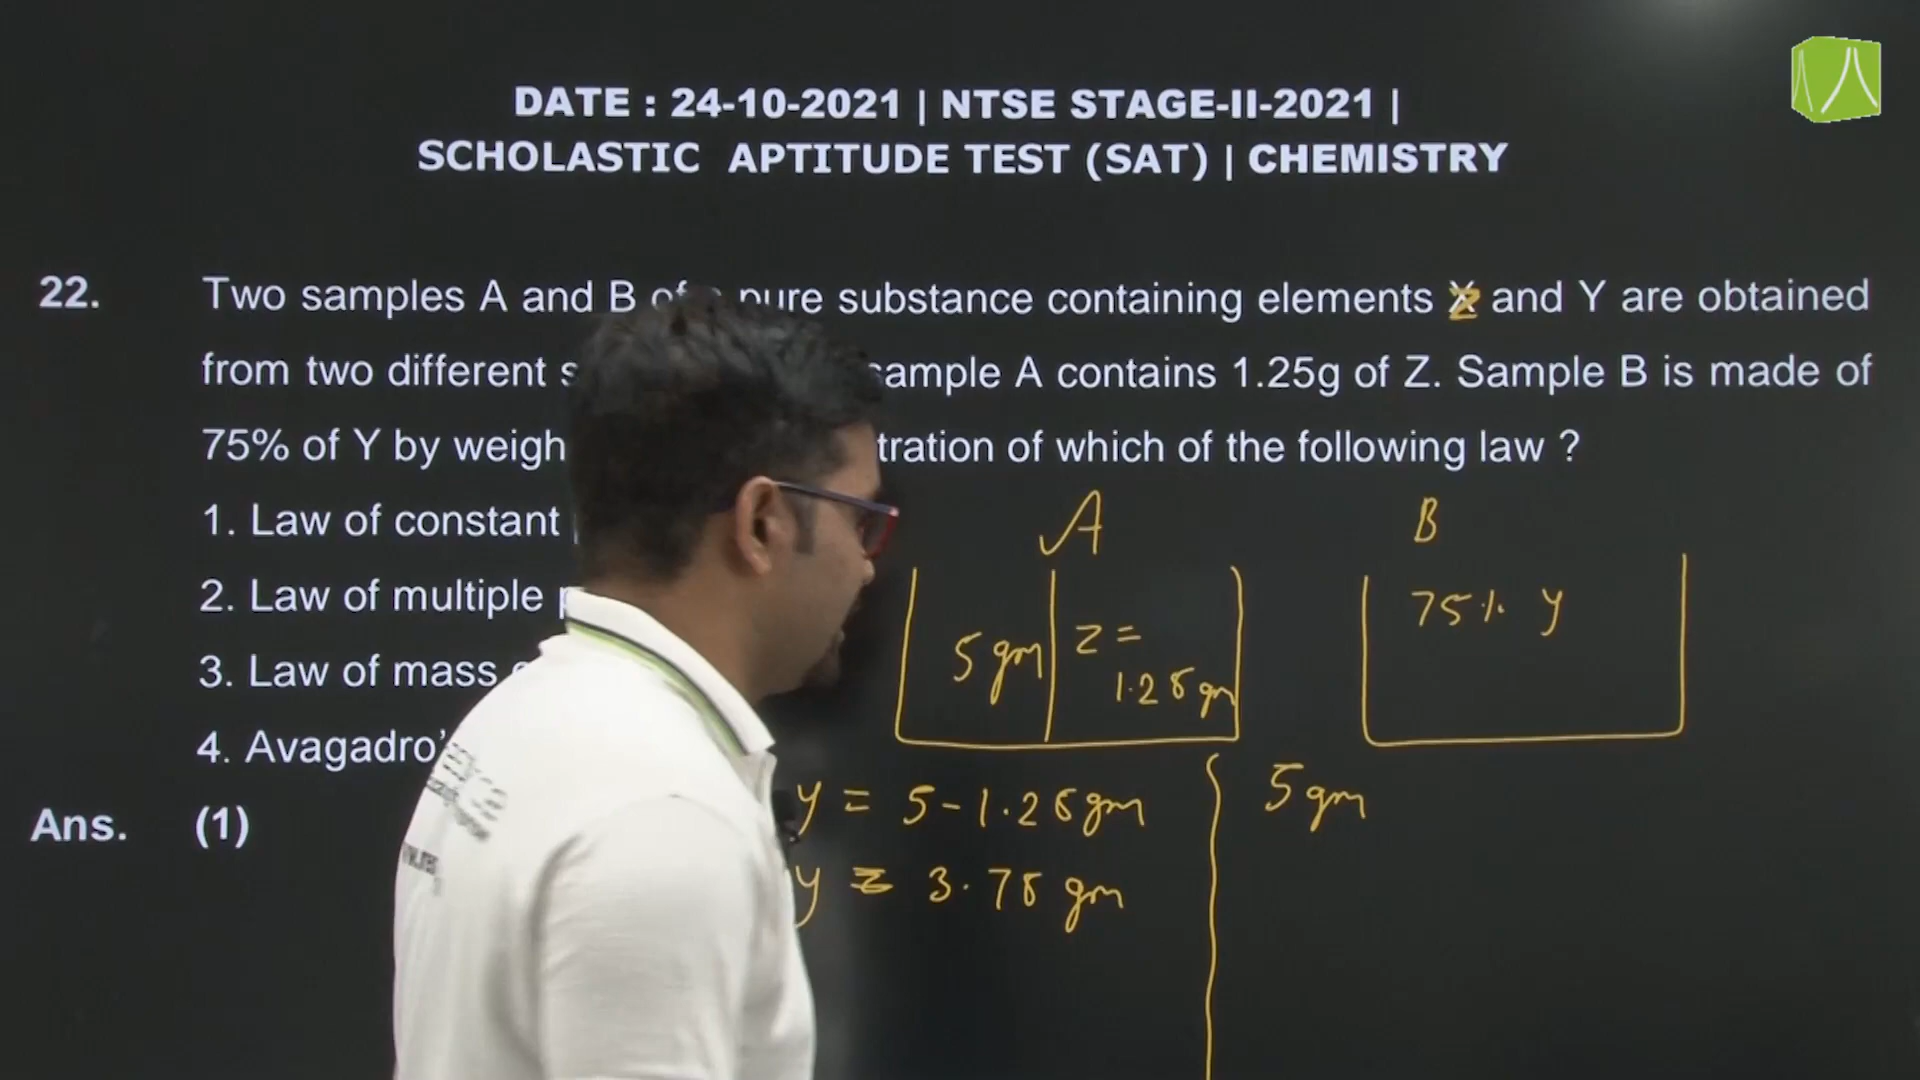 DATE : 24-10-2021 | NTSE STAGE-II-2021 |
SCHOLASTIC APTITUDE TEST (SAT) | CHEMISTRY
22. Two samples A and B of pure substance containing elements Z and Y are obtained
from two different sample A contains 1.25g of Z. Sample B is made of
75% of Y by weigh tration of which of the following law ?
1. Law of constant
2. Law of multiple
3. Law of mass
4. Avagadro'
Ans. (1)
A
5 gm
Z =
1.25 gm
B
75% y
y = 5 - 1.25 gm
y = 3.75 gm
5 gm